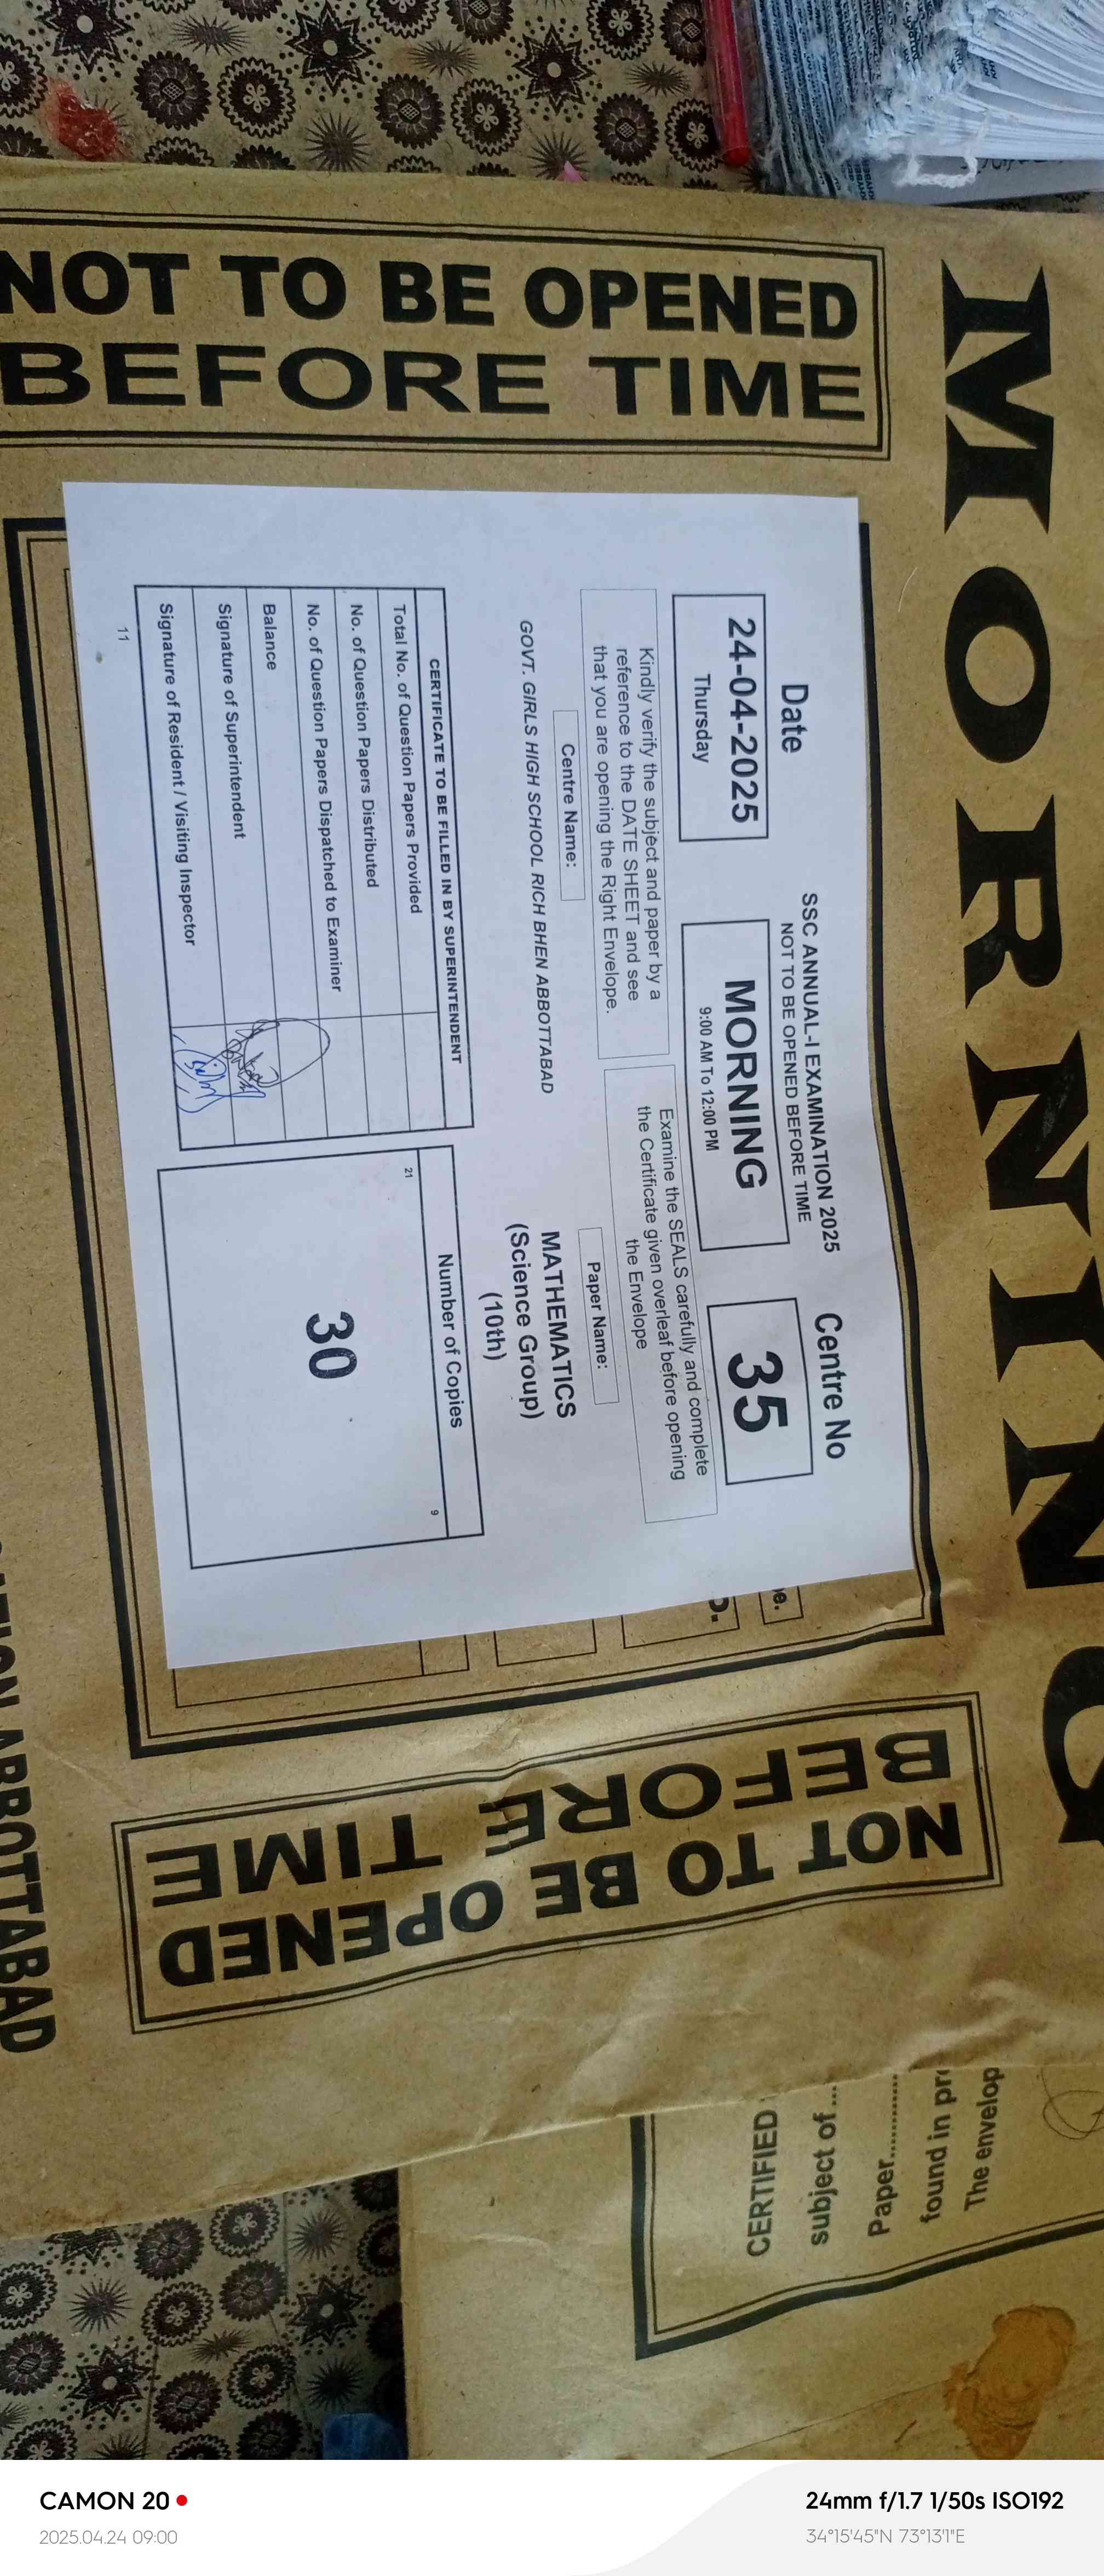 NOT TO BE OPENED
BEFORE TIME
MORNING
SSC ANNUAL-I EXAMINATION 2025
NOT TO BE OPENED BEFORE TIME
Date
24-04-2025
Thursday
MORNING
9:00 AM To 12:00 PM
Centre No
35
Kindly verify the subject and paper by a
reference to the DATE SHEET and see
that you are opening the Right Envelope.
Examine the SEALS carefully and complete
the Certificate given overleaf before opening
the Envelope
Centre Name:
GOVT. GIRLS HIGH SCHOOL RICH BHEN ABBOTTABAD
Paper Name:
MATHEMATICS
(Science Group)
(10th)
CERTIFICATE TO BE FILLED IN BY SUPERINTENDENT
Total No. of Question Papers Provided
No. of Question Papers Distributed
No. of Question Papers Dispatched to Examiner
Balance
Signature of Superintendent
Signature of Resident / Visiting Inspector
11
Number of Copies
21
9
30
NOT TO BE OPENED
BEFORE TIME
ABBOTTABAD
CERTIFIED
subject of...
Paper..........
found in pr
The envelop
CAMON 20
2025.04.24 09:00
24mm f/1.7 1/50s ISO192
34°15'45"N 73°13'1"E